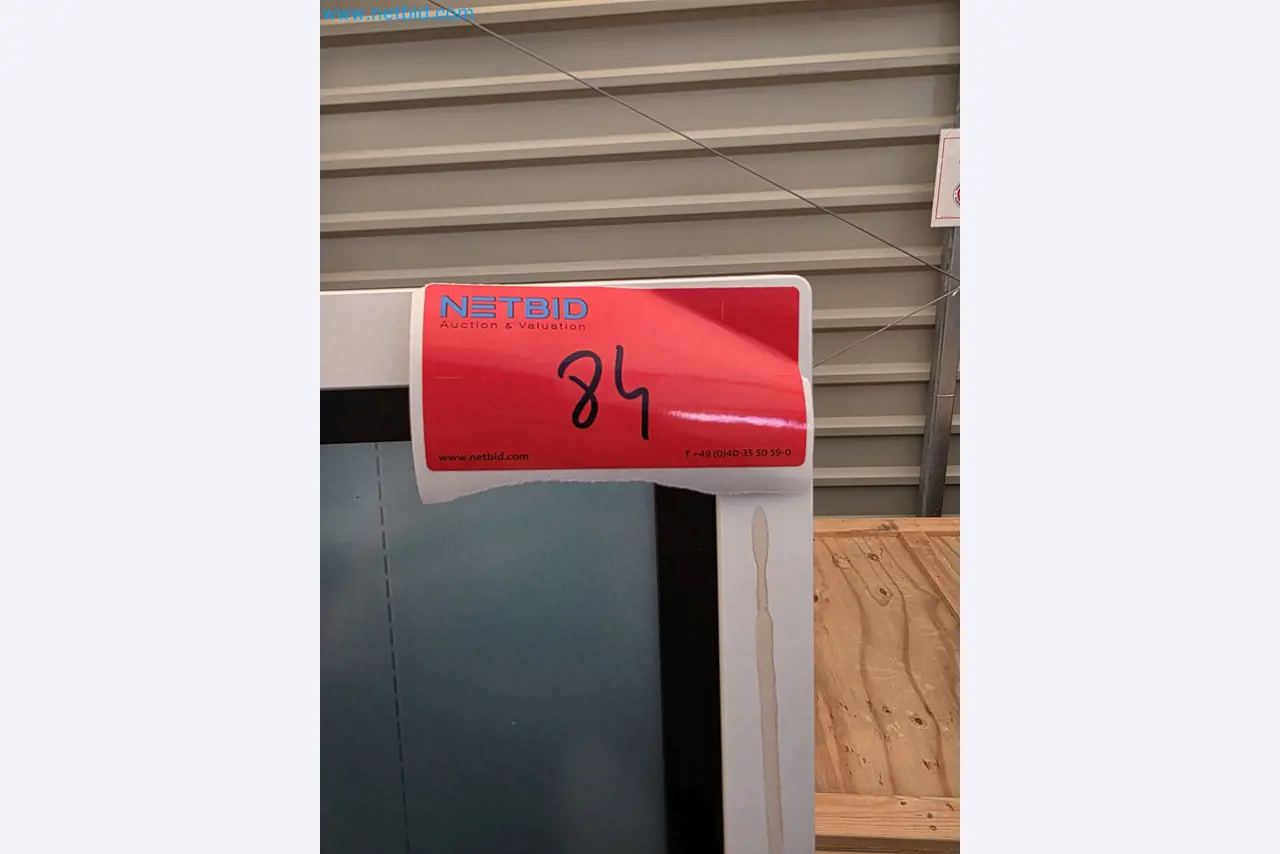 www.netbid.com
NETBID
Auction & Valuation
84
www.netbid.com
T +49 (0)40-35 50 59-0